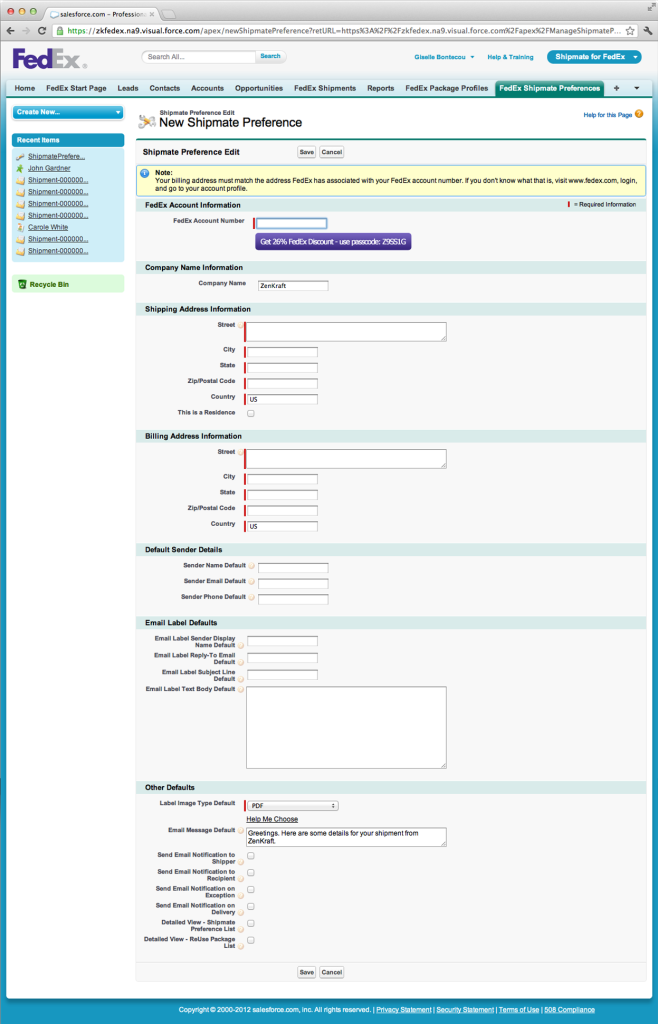 salesforce.com – Profession
https://zkfedex.na9.visual.force.com/apex/newShipmatePreference?retURL=https%3A%2F%2Fzkfedex.na9.visual.force.com%2Fapex%2FManageShipmateP...
FedEx.
Search All...
Search
Giselle Bontecou
Help & Training
Shipmate for FedEx
Home
FedEx Start Page
Leads
Contacts
Accounts
Opportunities
FedEx Shipments
Reports
FedEx Package Profiles
FedEx Shipmate Preferences
+
Create New...
Recent Items
ShipmatePrefere...
John Gardner
Shipment-000000...
Shipment-000000...
Shipment-000000...
Shipment-000000...
Carole White
Shipment-000000...
Shipment-000000...
Recycle Bin
Shipmate Preference Edit
New Shipmate Preference
Help for this Page ?
Shipmate Preference Edit
Save
Cancel
Note:
Your billing address must match the address FedEx has associated with your FedEx account number. If you don't know what that is, visit www.fedex.com, login,
and go to your account profile.
FedEx Account Information
= Required Information
FedEx Account Number
Get 26% FedEx Discount - use passcode: Z9SS1G
Company Name Information
Company Name
ZenKraft
Shipping Address Information
Street
City
State
Zip/Postal Code
Country
US
This is a Residence
Billing Address Information
Street
City
State
Zip/Postal Code
Country
US
Default Sender Details
Sender Name Default
Sender Email Default
Sender Phone Default
Email Label Defaults
Email Label Sender Display
Name Default
Email Label Reply-To Email
Default
Email Label Subject Line
Default
Email Label Text Body Default
Other Defaults
Label Image Type Default
PDF
Help Me Choose
Email Message Default
Greetings. Here are some details for your shipment from
ZenKraft.
Send Email Notification to
Shipper
Send Email Notification to
Recipient
Send Email Notification on
Exception
Send Email Notification on
Delivery
Detailed View - Shipmate
Preference List
Detailed View - ReUse Package
List
Save
Cancel
Copyright © 2000-2012 salesforce.com, inc. All rights reserved. | Privacy Statement | Security Statement | Terms of Use | 508 Compliance